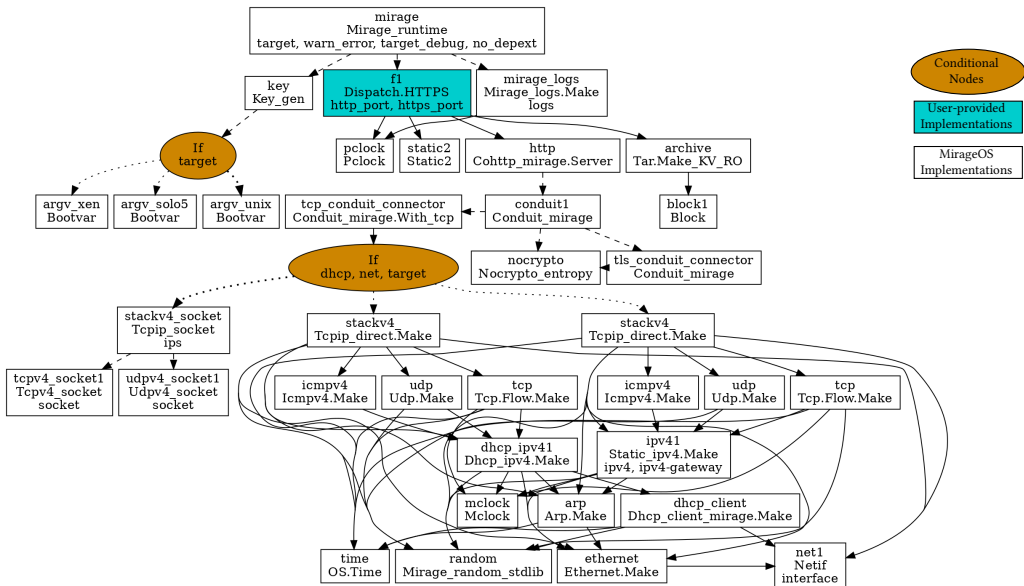 mirage
Mirage_runtime
target, warn_error, target_debug, no_depext
key
Key_gen
f1
Dispatch.HTTPS
http_port, https_port
mirage_logs
Mirage_logs.Make
logs
Conditional
Nodes
User-provided
Implementations
MirageOS
Implementations
If
target
pclock
Pclock
static2
Static2
http
Cohttp_mirage.Server
archive
Tar.Make_KV_RO
argv_xen
Bootvar
argv_solo5
Bootvar
argv_unix
Bootvar
tcp_conduit_connector
Conduit_mirage.With_tcp
conduit1
Conduit_mirage
block1
Block
If
dhcp, net, target
nocrypto
Nocrypto_entropy
tls_conduit_connector
Conduit_mirage
stackv4_socket
Tcpip_socket
ips
stackv4_
Tcpip_direct.Make
stackv4_
Tcpip_direct.Make
tcpv4_socket1
Tcpv4_socket
socket
udpv4_socket1
Udpv4_socket
socket
icmpv4
Icmpv4.Make
udp
Udp.Make
tcp
Tcp.Flow.Make
icmpv4
Icmpv4.Make
udp
Udp.Make
tcp
Tcp.Flow.Make
dhcp_ipv41
Dhcp_ipv4.Make
ipv41
Static_ipv4.Make
ipv4, ipv4-gateway
mclock
Mclock
arp
Arp.Make
dhcp_client
Dhcp_client_mirage.Make
time
OS.Time
random
Mirage_random_stdlib
ethernet
Ethernet.Make
net1
Netif
interface